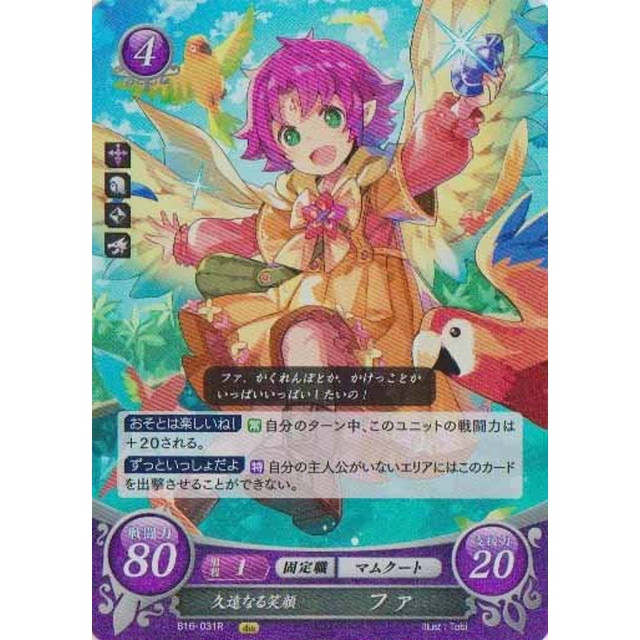 4
ファ、かくれんぼとか、かけっことか
いっぱいいっぱいしたいの！
おそとは楽しいね！ 常 自分のターン中、このユニットの戦闘力は
＋20される。
ずっといっしょだよ 特 自分の主人公がいないエリアにはこのカード
を出撃させることができない。
戦闘力
80
射程 1
固定職
マムクート
支援力
20
久遠なる笑顔
ファ
B16-031R
Illust : Tobi